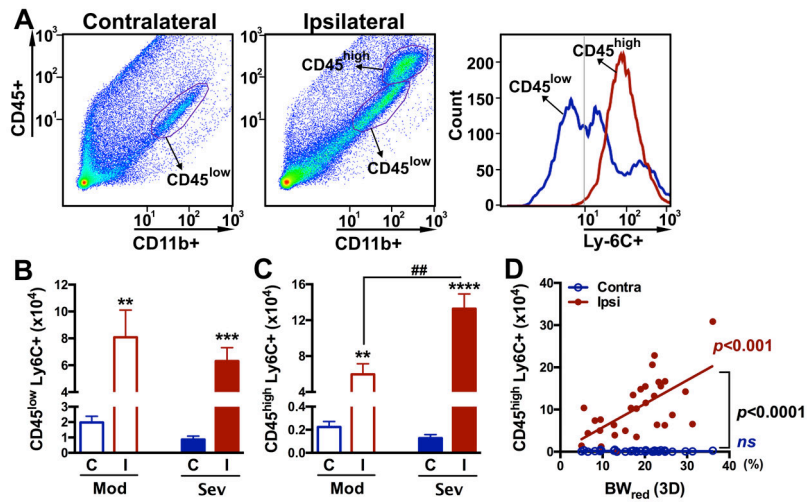 A
Contralateral
Ipsilateral
CD45+
10³
10²
10¹
CD45low
10¹ 10² 10³
CD11b+
10³
10²
10¹
CD45high
CD45low
10¹ 10² 10³
CD11b+
Count
200
150
100
50
0
CD45high
CD45low
10¹ 10² 10³
Ly-6C+
B
CD45low Ly6C+ (x10⁴)
12
10
8
6
4
2
1
0
**
***
C I C I
Mod Sev
C
CD45high Ly6C+ (x10⁴)
16
12
8
4
0.4
0.2
0.0
##
**
****
C I C I
Mod Sev
D
Contra
Ipsi
CD45high Ly6C+ (x10⁴)
40
30
20
10
0
p<0.001
p<0.0001
ns
0 10 20 30 40 (%)
BWred (3D)